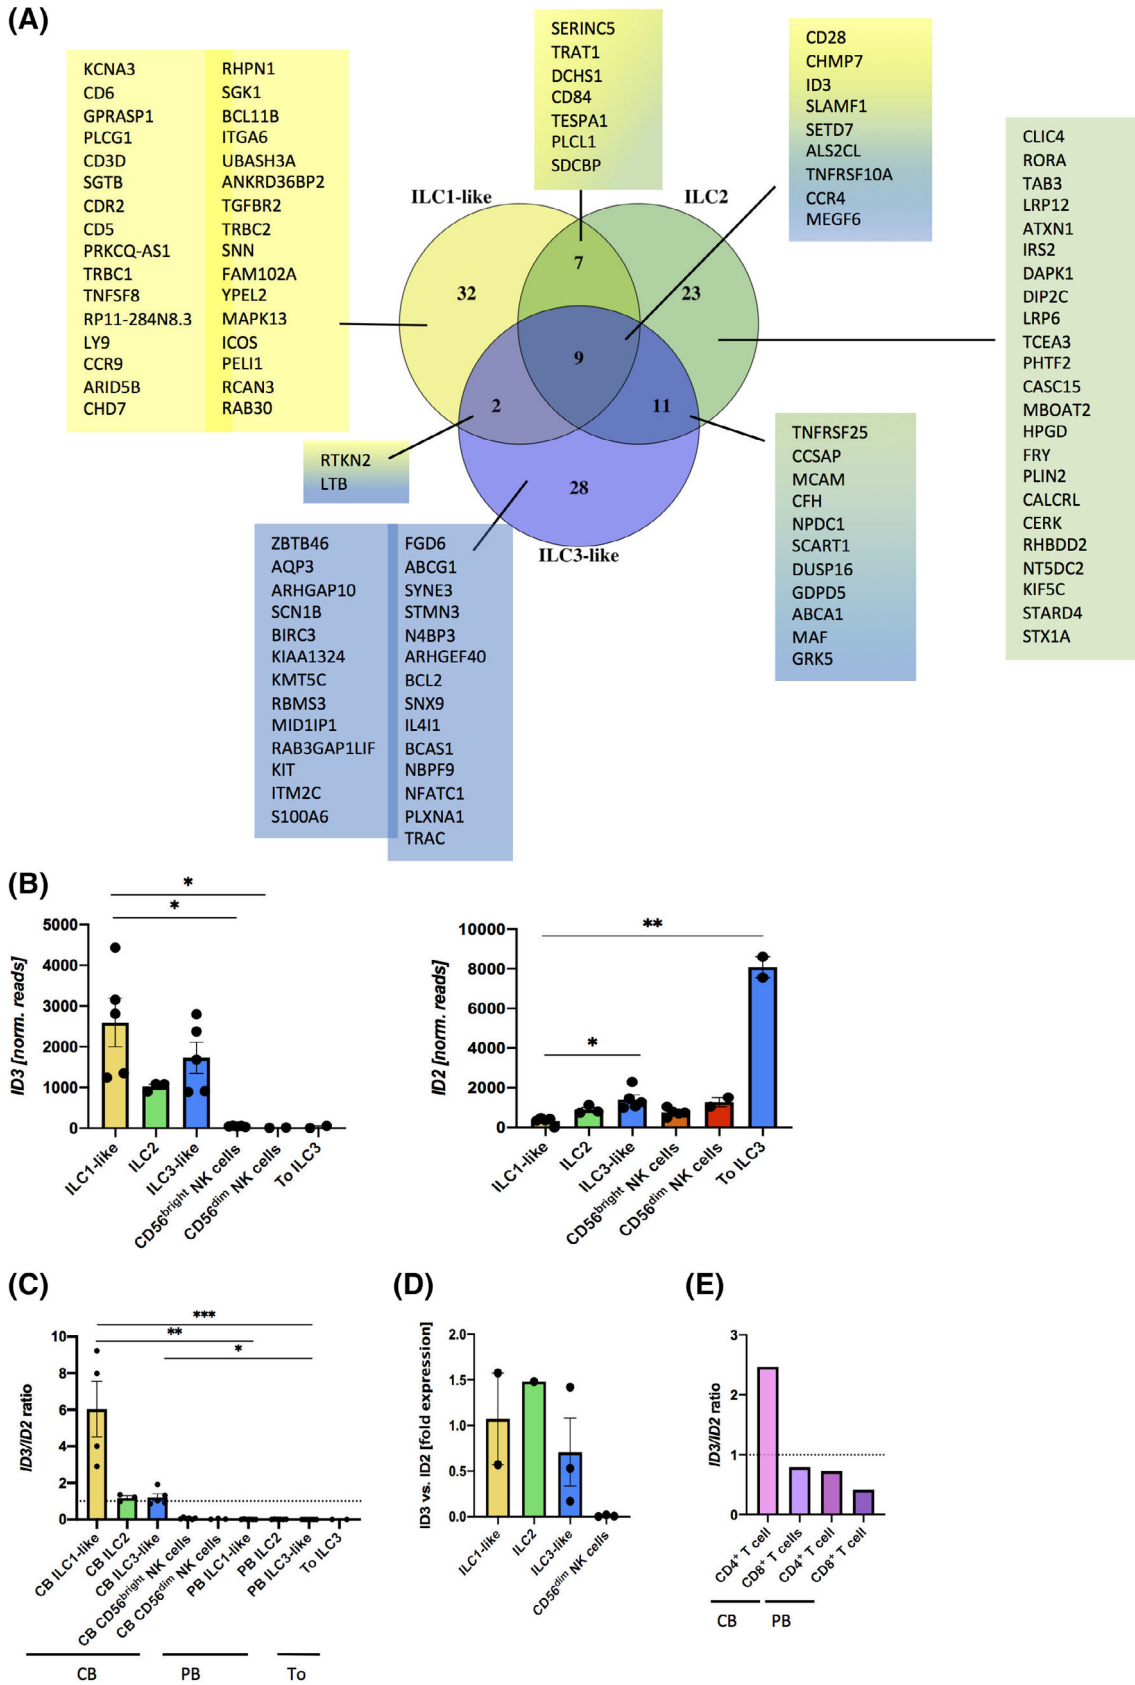 (A)
KCNA3
CD6
GPRASP1
PLCG1
CD3D
SGTB
CDR2
CD5
PRKCQ-AS1
TRBC1
TNFSF8
RP11-284N8.3
LY9
CCR9
ARID5B
CHD7
RHPN1
SGK1
BCL11B
ITGA6
UBASH3A
ANKRD36BP2
TGFBR2
TRBC2
SNN
FAM102A
YPEL2
MAPK13
ICOS
PELI1
RCAN3
RAB30
SERINC5
TRAT1
DCHS1
CD84
TESPA1
PLCL1
SDCBP
CD28
CHMP7
ID3
SLAMF1
SETD7
ALS2CL
TNFRSF10A
CCR4
MEGF6
CLIC4
RORA
TAB3
LRP12
ATXN1
IRS2
DAPK1
DIP2C
LRP6
TCEA3
PHTF2
CASC15
MBOAT2
HPGD
FRY
PLIN2
CALCRL
CERK
RHBDD2
NT5DC2
KIF5C
STARD4
STX1A
ILC1-like
ILC2
7
32
23
9
2
11
28
ILC3-like
RTKN2
LTB
TNFRSF25
CCSAP
MCAM
CFH
NPDC1
SCART1
DUSP16
GDPD5
ABCA1
MAF
GRK5
ZBTB46
AQP3
ARHGAP10
SCN1B
BIRC3
KIAA1324
KMT5C
RBMS3
MID1IP1
RAB3GAP1LIF
KIT
ITM2C
S100A6
FGD6
ABCG1
SYNE3
STMN3
N4BP3
ARHGEF40
BCL2
SNX9
IL4I1
BCAS1
NBPF9
NFATC1
PLXNA1
TRAC
(B)
ID3 [norm. reads]
5000
4000
3000
2000
1000
0
*
*
ILC1-like
ILC2
ILC3-like
CD56bright NK cells
CD56dim NK cells
To ILC3
ID2 [norm. reads]
10000
8000
6000
4000
2000
0
**
*
ILC1-like
ILC2
ILC3-like
CD56bright NK cells
CD56dim NK cells
To ILC3
(C)
ID3/ID2 ratio
10
8
6
4
2
0
***
**
*
CB ILC1-like
CB ILC2
CB ILC3-like
CB CD56bright NK cells
CB CD56dim NK cells
PB ILC1-like
PB ILC2
PB ILC3-like
To ILC3
CB
PB
To
(D)
ID3 vs. ID2 [fold expression]
2.0
1.5
1.0
0.5
0.0
ILC1-like
ILC2
ILC3-like
CD56dim NK cells
(E)
ID3/ID2 ratio
3
2
1
0
CD4+ T cell
CD8+ T cells
CD4+ T cell
CD8+ T cell
CB
PB